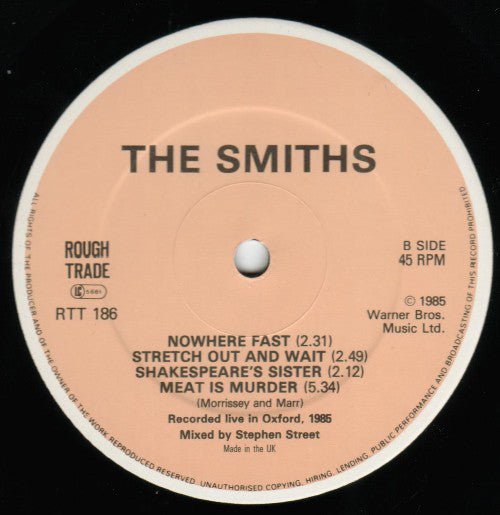 THE SMITHS
ROUGH
TRADE
LC 5661
RTT 186
B SIDE
45 RPM
© 1985
Warner Bros.
Music Ltd.
NOWHERE FAST (2.31)
STRETCH OUT AND WAIT (2.49)
SHAKESPEARE'S SISTER (2.12)
MEAT IS MURDER (5.34)
(Morrissey and Marr)
Recorded live in Oxford, 1985
Mixed by Stephen Street
Made in the UK
ALL RIGHTS OF THE PRODUCER AND OF THE OWNER OF THE WORK REPRODUCED RESERVED. UNAUTHORISED COPYING, HIRING, LENDING, PUBLIC PERFORMANCE AND BROADCASTING OF THIS RECORD PROHIBITED